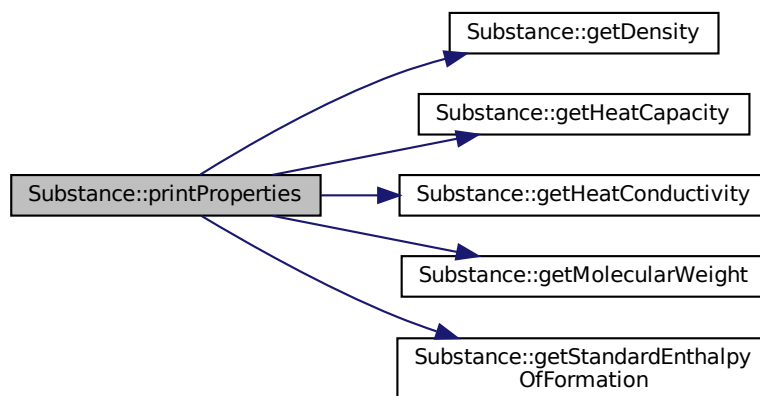 Substance::getDensity
Substance::getHeatCapacity
Substance::printProperties
Substance::getHeatConductivity
Substance::getMolecularWeight
Substance::getStandardEnthalpy
OfFormation